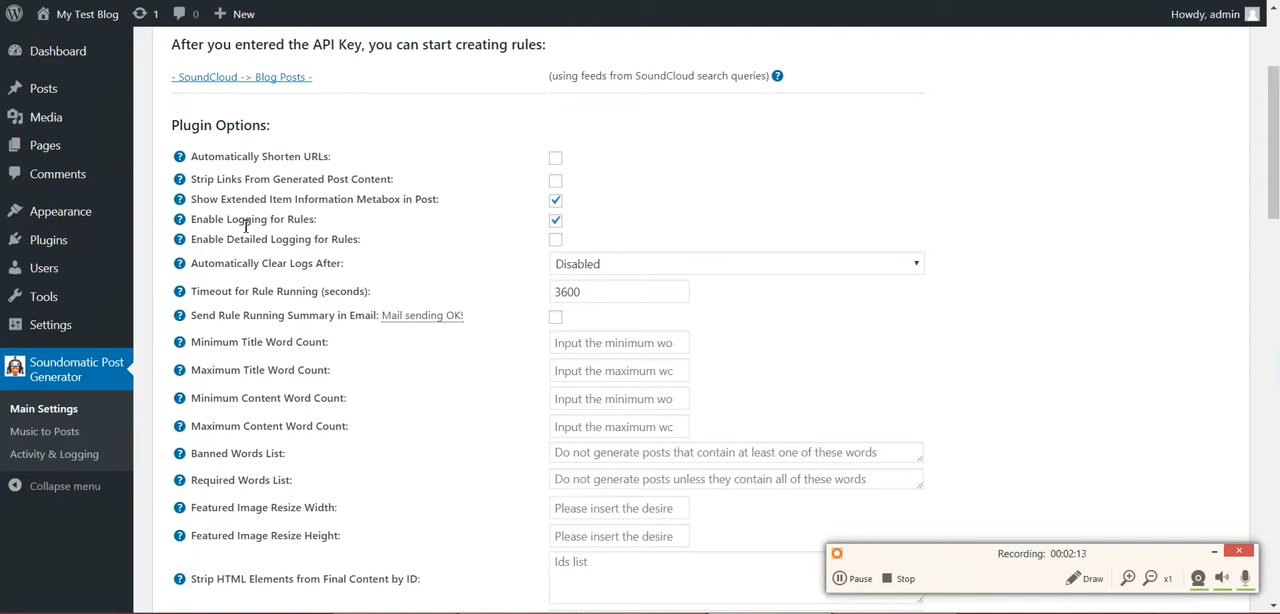 My Test Blog 1 0 New Howdy, admin
Dashboard
Posts
Media
Pages
Comments
Appearance
Plugins
Users
Tools
Settings
Soundomatic Post
Generator
Main Settings
Music to Posts
Activity & Logging
Collapse menu
After you entered the API Key, you can start creating rules:
- SoundCloud -> Blog Posts - (using feeds from SoundCloud search queries)
Plugin Options:
Automatically Shorten URLs:
Strip Links From Generated Post Content:
Show Extended Item Information Metabox in Post:
Enable Logging for Rules:
Enable Detailed Logging for Rules:
Automatically Clear Logs After: Disabled
Timeout for Rule Running (seconds): 3600
Send Rule Running Summary in Email: Mail sending OK!
Minimum Title Word Count: Input the minimum wo
Maximum Title Word Count: Input the maximum wc
Minimum Content Word Count: Input the minimum wo
Maximum Content Word Count: Input the maximum wc
Banned Words List: Do not generate posts that contain at least one of these words
Required Words List: Do not generate posts unless they contain all of these words
Featured Image Resize Width: Please insert the desire
Featured Image Resize Height: Please insert the desire
Strip HTML Elements from Final Content by ID: Ids list
Recording: 00:02:13
Pause Stop Draw x1